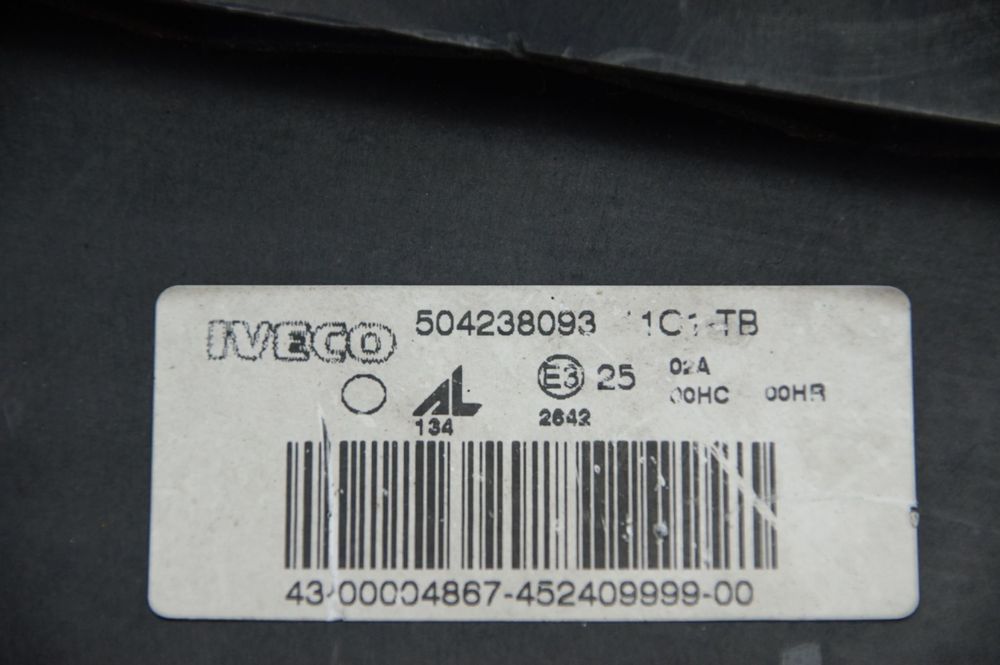 IVECO 504238093 1C1-TB
AL E3 25 02A
00HC 00HR
134 2642
43-00004867-452409999-00